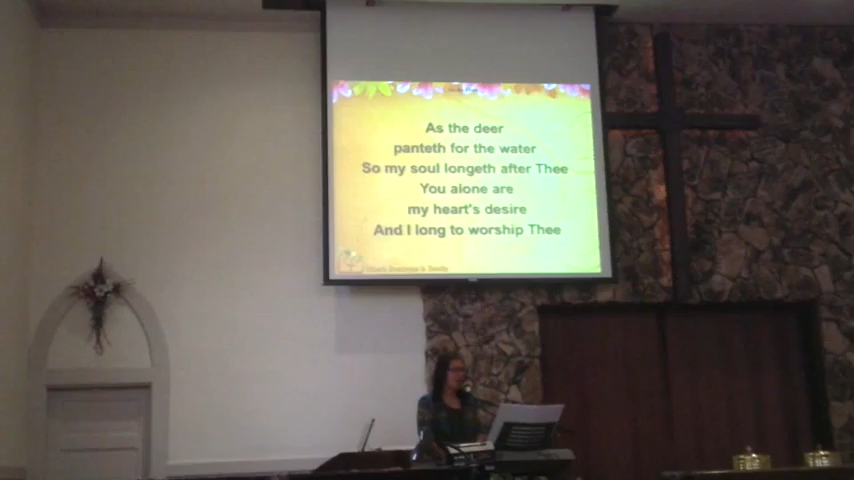 As the deer
panteth for the water
So my soul longeth after Thee
You alone are
my heart's desire
And I long to worship Thee